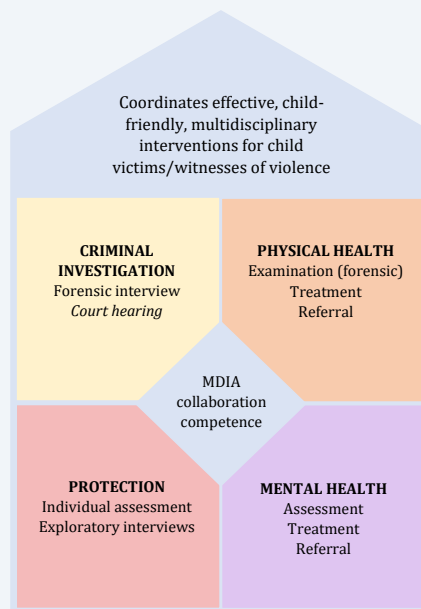 Coordinates effective, child-
friendly, multidisciplinary
interventions for child
victims/witnesses of violence
CRIMINAL
INVESTIGATION
Forensic interview
Court hearing
PHYSICAL HEALTH
Examination (forensic)
Treatment
Referral
MDIA
collaboration
competence
PROTECTION
Individual assessment
Exploratory interviews
MENTAL HEALTH
Assessment
Treatment
Referral